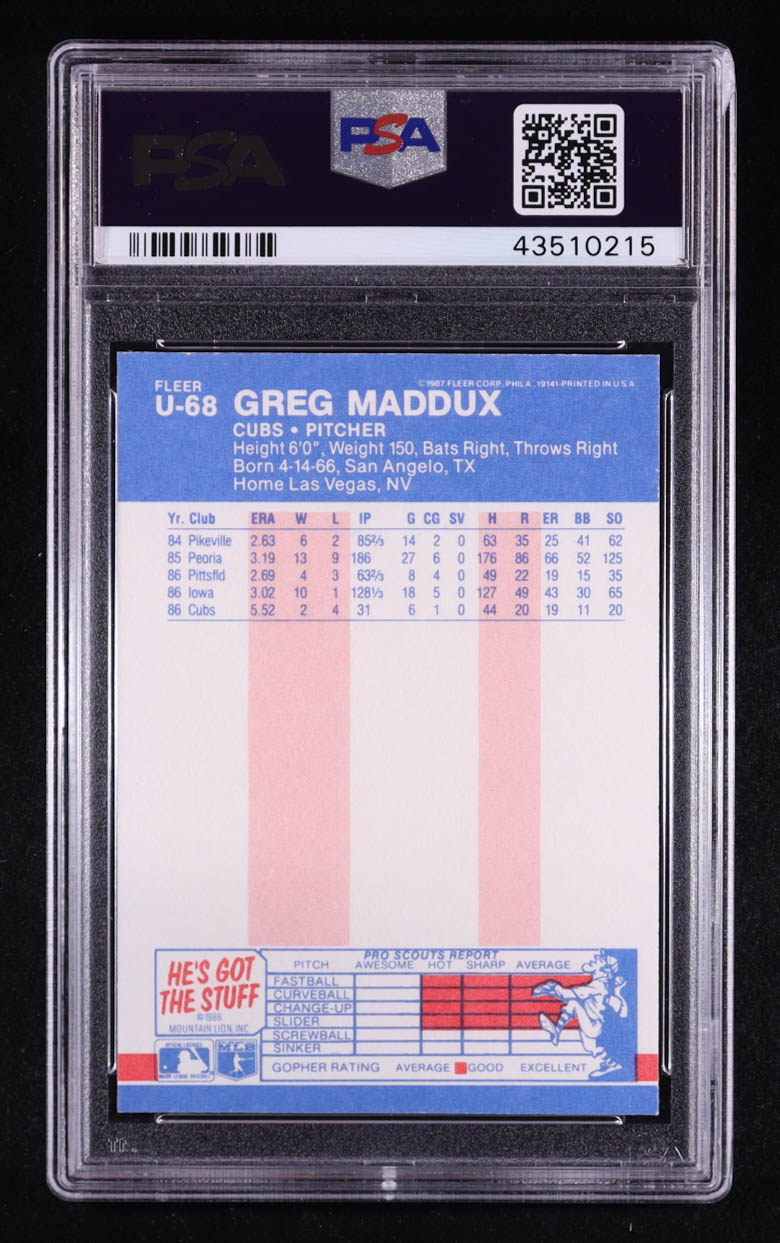 PSA
PSA
43510215
©1987 FLEER CORP. PHILA. 19141-PRINTED IN U.S.A.
FLEER
U-68 GREG MADDUX
CUBS • PITCHER
Height 6'0", Weight 150, Bats Right, Throws Right
Born 4-14-66, San Angelo, TX
Home Las Vegas, NV
Yr. Club ERA W L IP G CG SV H R ER BB SO
84 Pikeville 2.63 6 2 85⅔ 14 2 0 63 35 25 41 62
85 Peoria 3.19 13 9 186 27 6 0 176 86 66 52 125
86 Pittsfld 2.69 4 3 63⅔ 8 4 0 49 22 19 15 35
86 Iowa 3.02 10 1 128⅓ 18 5 0 127 49 43 30 65
86 Cubs 5.52 2 4 31 6 1 0 44 20 19 11 20
HE'S GOT
THE STUFF
©1986
MOUNTAIN LION, INC
PRO SCOUTS REPORT
PITCH AWESOME HOT SHARP AVERAGE
FASTBALL
CURVEBALL
CHANGE-UP
SLIDER
SCREWBALL
SINKER
GOPHER RATING AVERAGE GOOD EXCELLENT
OFFICIAL LICENSEE
MAJOR LEAGUE BASEBALL
MLB